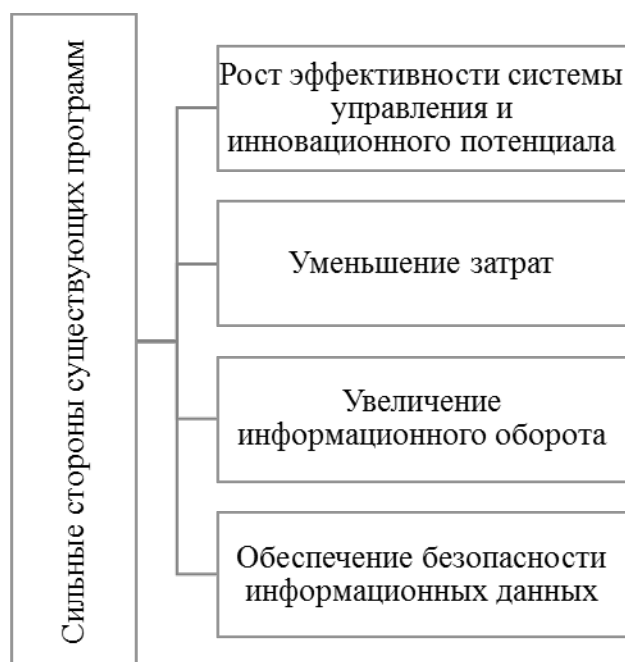 Сильные стороны существующих программ
Рост эффективности системы
управления и
инновационного потенциала
Уменьшение затрат
Увеличение
информационного оборота
Обеспечение безопасности
информационных данных